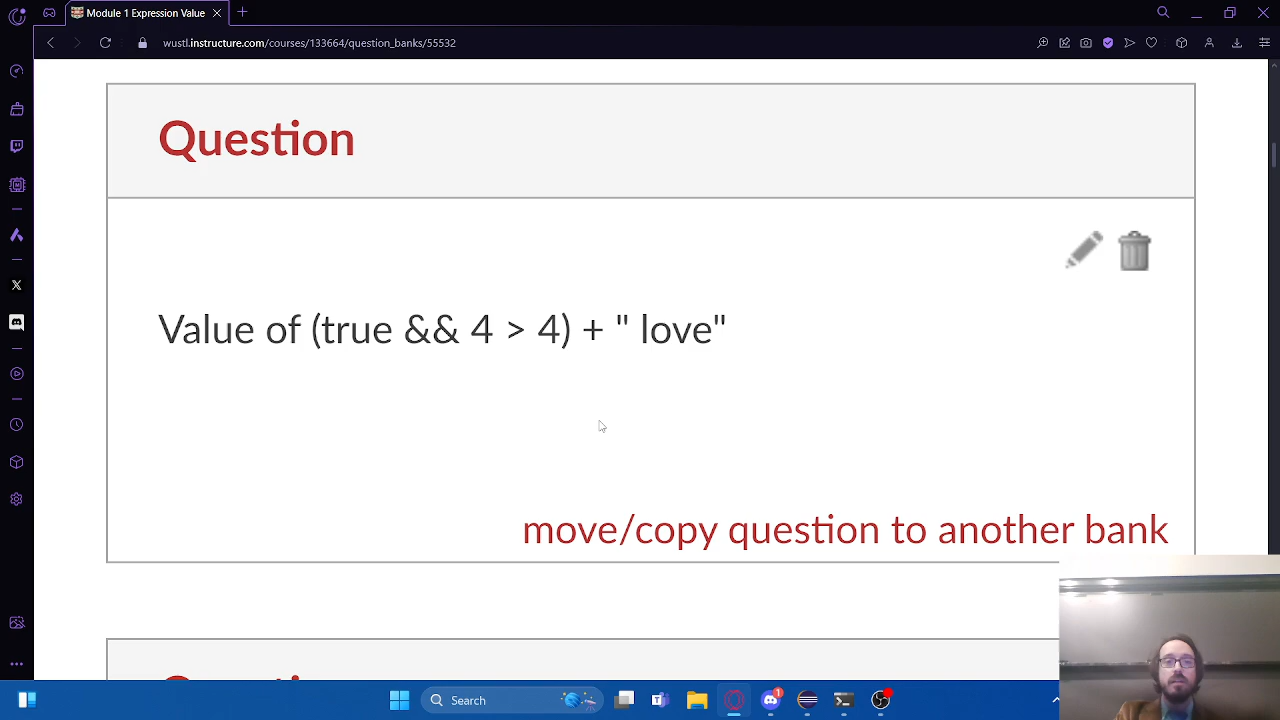 Module 1 Expression Value
wustl.instructure.com/courses/133664/question_banks/55532
Question
Value of (true && 4 > 4) + " love"
move/copy question to another bank
Search
1